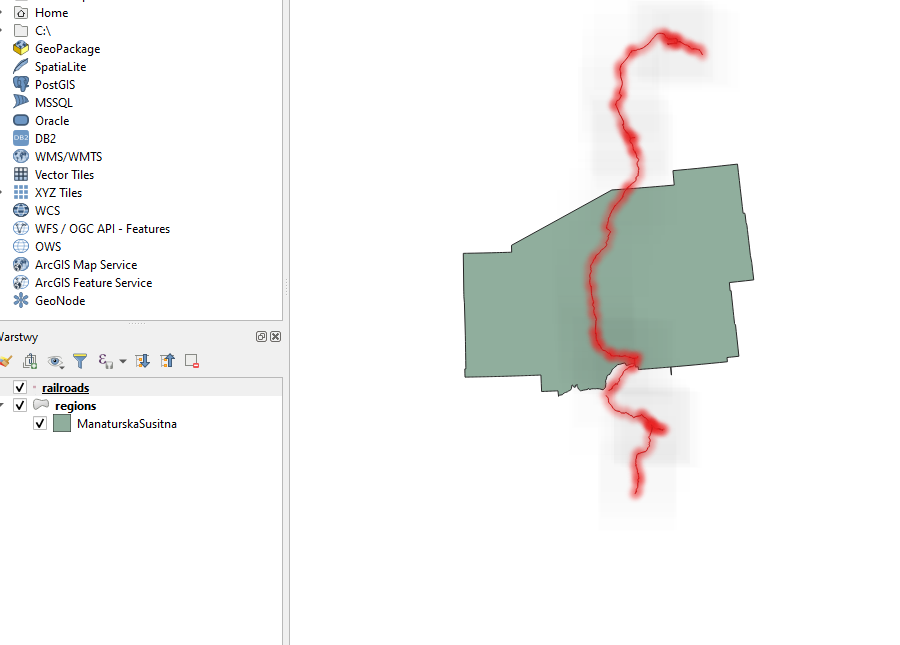 Home
C:\
GeoPackage
SpatiaLite
PostGIS
MSSQL
Oracle
DB2
DB2
WMS/WMTS
Vector Tiles
XYZ Tiles
WCS
WFS / OGC API - Features
OWS
ArcGIS Map Service
ArcGIS Feature Service
GeoNode
Warstwy
railroads
regions
ManaturskaSusitna